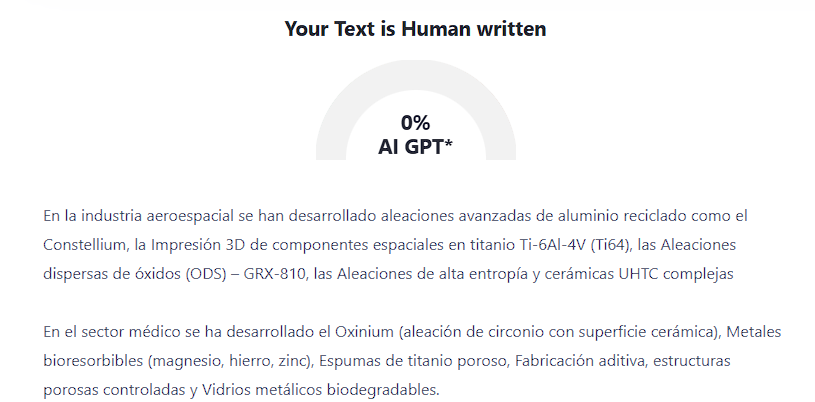 Your Text is Human written
0%
AI GPT*
En la industria aeroespacial se han desarrollado aleaciones avanzadas de aluminio reciclado como el
Constellium, la Impresión 3D de componentes espaciales en titanio Ti-6Al-4V (Ti64), las Aleaciones
dispersas de óxidos (ODS) – GRX-810, las Aleaciones de alta entropía y cerámicas UHTC complejas
En el sector médico se ha desarrollado el Oxinium (aleación de circonio con superficie cerámica), Metales
bioresorbibles (magnesio, hierro, zinc), Espumas de titanio poroso, Fabricación aditiva, estructuras
porosas controladas y Vidrios metálicos biodegradables.